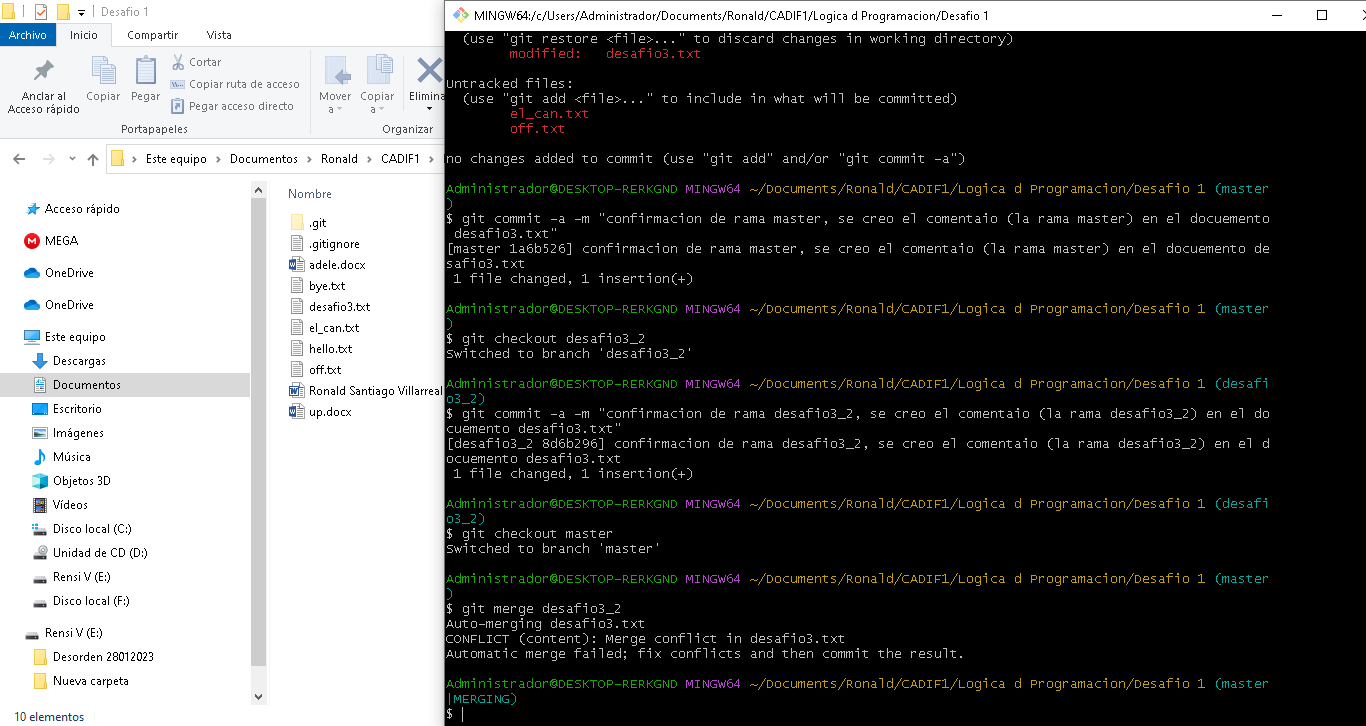 Desafio 1
Archivo
Inicio
Compartir
Vista
Anclar al
Acceso rápido
Copiar
Pegar
Cortar
Copiar ruta de acceso
Pegar acceso directo
Mover
a
Copiar
a
Elimina
Portapapeles
Organizar
Este equipo > Documentos > Ronald > CADIF1 >
Acceso rápido
MEGA
OneDrive
OneDrive
Este equipo
Descargas
Documentos
Escritorio
Imágenes
Música
Objetos 3D
Vídeos
Disco local (C:)
Unidad de CD (D:)
Rensi V (E:)
Disco local (F:)
Rensi V (E:)
Desorden 28012023
Nueva carpeta
10 elementos
Nombre
.git
.gitignore
adele.docx
bye.txt
desafio3.txt
el_can.txt
hello.txt
off.txt
Ronald Santiago Villarreal
up.docx
MINGW64:/c/Users/Administrador/Documents/Ronald/CADIF1/Logica d Programacion/Desafio 1
(use "git restore <file>..." to discard changes in working directory)
modified:   desafio3.txt
Untracked files:
(use "git add <file>..." to include in what will be committed)
el_can.txt
off.txt
no changes added to commit (use "git add" and/or "git commit -a")
Administrador@DESKTOP-RERKGND MINGW64 ~/Documents/Ronald/CADIF1/Logica d Programacion/Desafio 1 (master
)
$ git commit -a -m "confirmacion de rama master, se creo el comentaio (la rama master) en el docuemento
desafio3.txt"
[master 1a6b526] confirmacion de rama master, se creo el comentaio (la rama master) en el docuemento de
safio3.txt
1 file changed, 1 insertion(+)
Administrador@DESKTOP-RERKGND MINGW64 ~/Documents/Ronald/CADIF1/Logica d Programacion/Desafio 1 (master
)
$ git checkout desafio3_2
Switched to branch 'desafio3_2'
Administrador@DESKTOP-RERKGND MINGW64 ~/Documents/Ronald/CADIF1/Logica d Programacion/Desafio 1 (desafi
o3_2)
$ git commit -a -m "confirmacion de rama desafio3_2, se creo el comentaio (la rama desafio3_2) en el do
cuemento desafio3.txt"
[desafio3_2 8d6b296] confirmacion de rama desafio3_2, se creo el comentaio (la rama desafio3_2) en el d
ocuemento desafio3.txt
1 file changed, 1 insertion(+)
Administrador@DESKTOP-RERKGND MINGW64 ~/Documents/Ronald/CADIF1/Logica d Programacion/Desafio 1 (desafi
o3_2)
$ git checkout master
Switched to branch 'master'
Administrador@DESKTOP-RERKGND MINGW64 ~/Documents/Ronald/CADIF1/Logica d Programacion/Desafio 1 (master
)
$ git merge desafio3_2
Auto-merging desafio3.txt
CONFLICT (content): Merge conflict in desafio3.txt
Automatic merge failed; fix conflicts and then commit the result.
Administrador@DESKTOP-RERKGND MINGW64 ~/Documents/Ronald/CADIF1/Logica d Programacion/Desafio 1 (master
|MERGING)
$